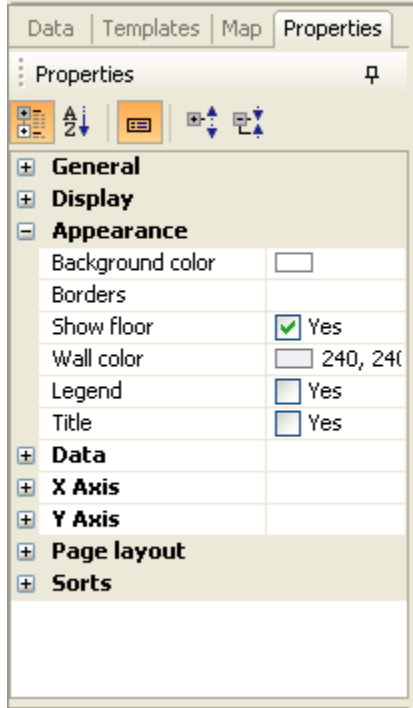 Data Templates Map Properties
Properties
A
Z
General
Display
Appearance
Background color
Borders
Show floor Yes
Wall color 240, 240
Legend Yes
Title Yes
Data
X Axis
Y Axis
Page layout
Sorts